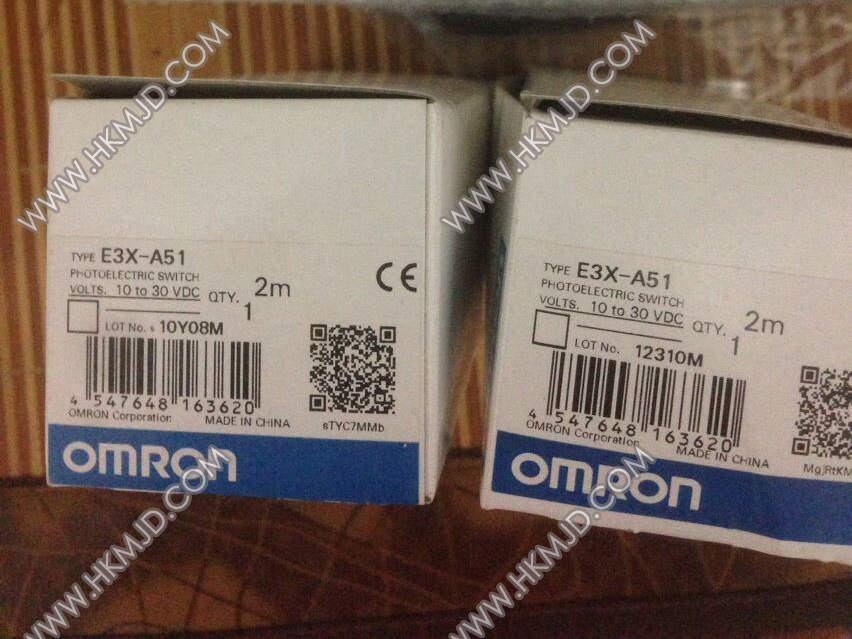 WWW.HKMJD.COM
WWW.HKMJD.COM
TYPE E3X-A51
PHOTOELECTRIC SWITCH
VOLTS. 10 to 30 VDC QTY. 2m
1
LOT No. s 10Y08M
4 547648 163620
OMRON Corporation MADE IN CHINA
sTYC7MMb
CE
OMRON
TYPE E3X-A51
PHOTOELECTRIC SWITCH
VOLTS. 10 to 30 VDC QTY. 2m
1
LOT No. 12310M
4 547648 163620
OMRON Corporation MADE IN CHINA
MgjRtKM
OMRON
WWW.HKMJD.COM
WWW.HKMJD.COM